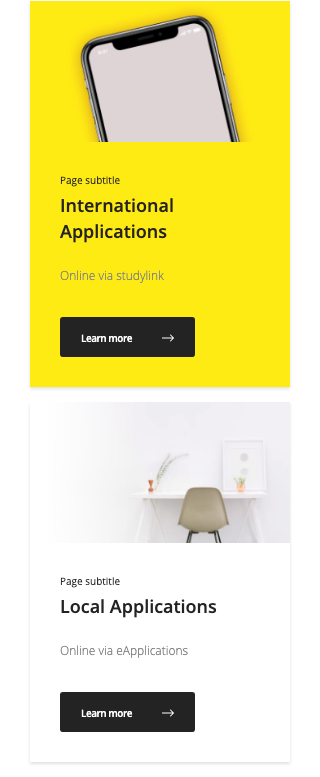 Page subtitle
International
Applications
Online via studylink
Learn more
Page subtitle
Local Applications
Online via eApplications
Learn more